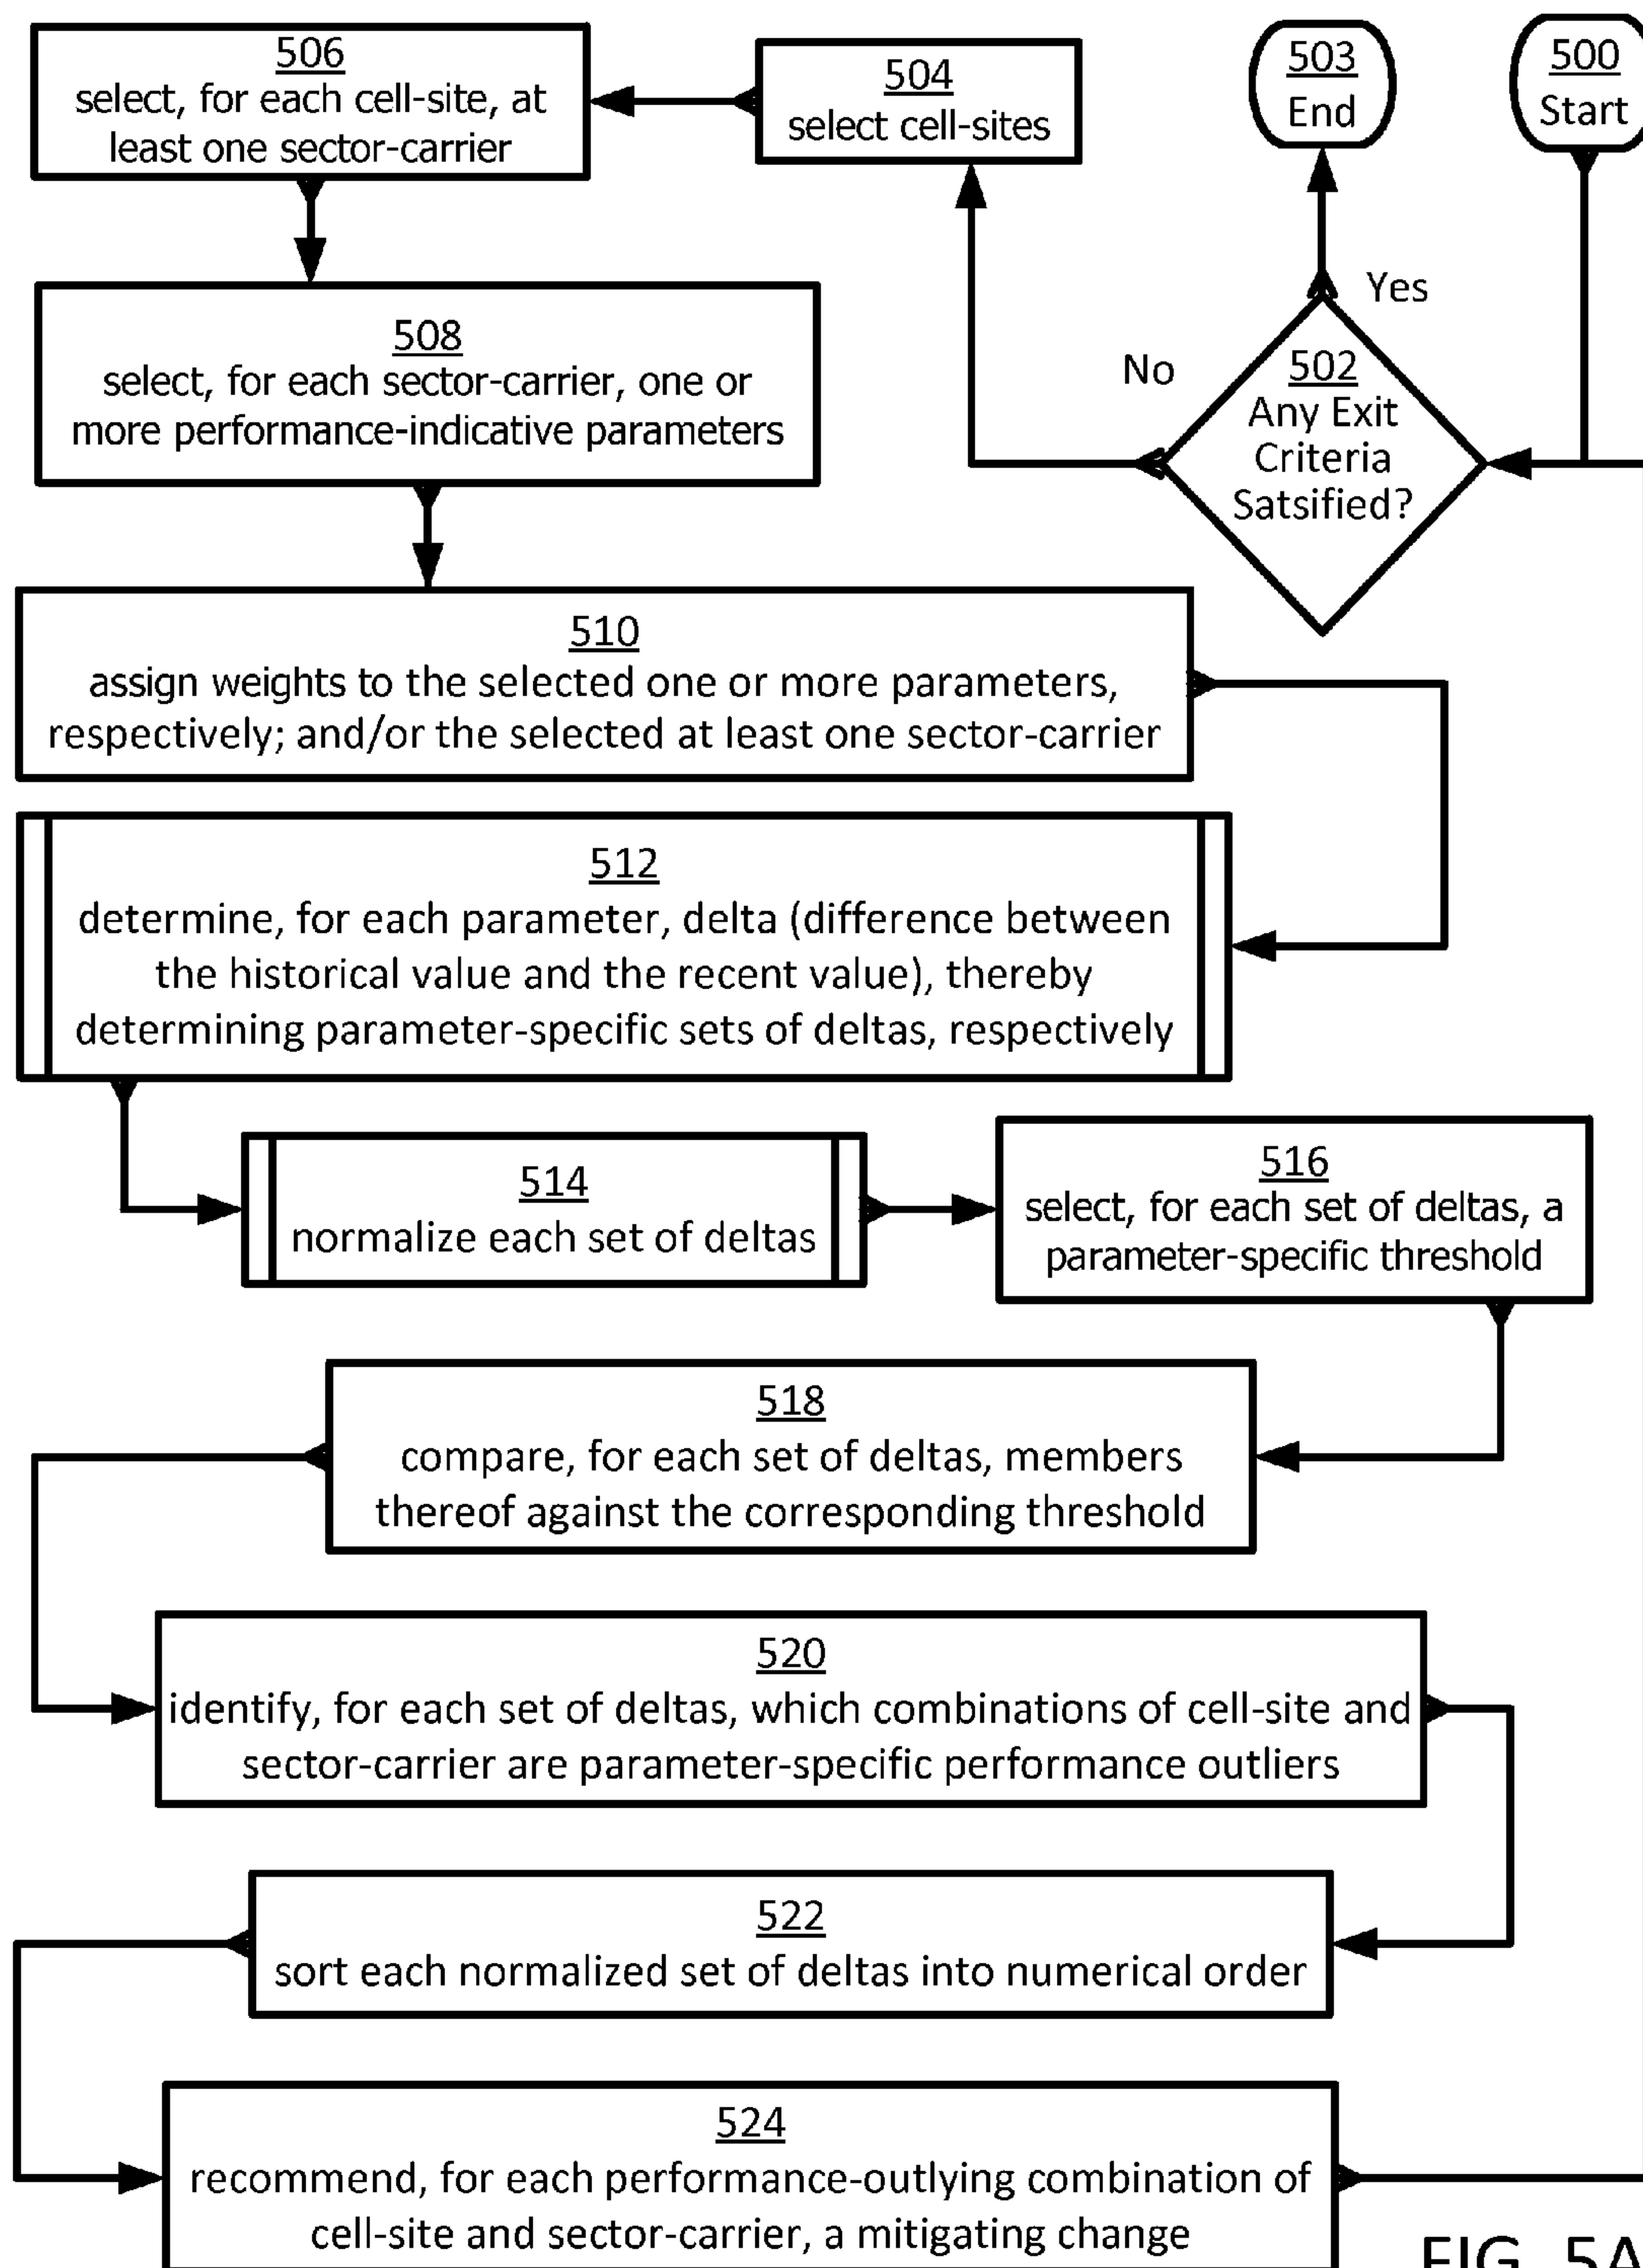 500
Start
503
End
Yes
No
502
Any Exit
Criteria
Satsified?
504
select cell-sites
506
select, for each cell-site, at
least one sector-carrier
508
select, for each sector-carrier, one or
more performance-indicative parameters
510
assign weights to the selected one or more parameters,
respectively; and/or the selected at least one sector-carrier
512
determine, for each parameter, delta (difference between
the historical value and the recent value), thereby
determining parameter-specific sets of deltas, respectively
514
normalize each set of deltas
516
select, for each set of deltas, a
parameter-specific threshold
518
compare, for each set of deltas, members
thereof against the corresponding threshold
520
identify, for each set of deltas, which combinations of cell-site and
sector-carrier are parameter-specific performance outliers
522
sort each normalized set of deltas into numerical order
524
recommend, for each performance-outlying combination of
cell-site and sector-carrier, a mitigating change
FIG. 5A